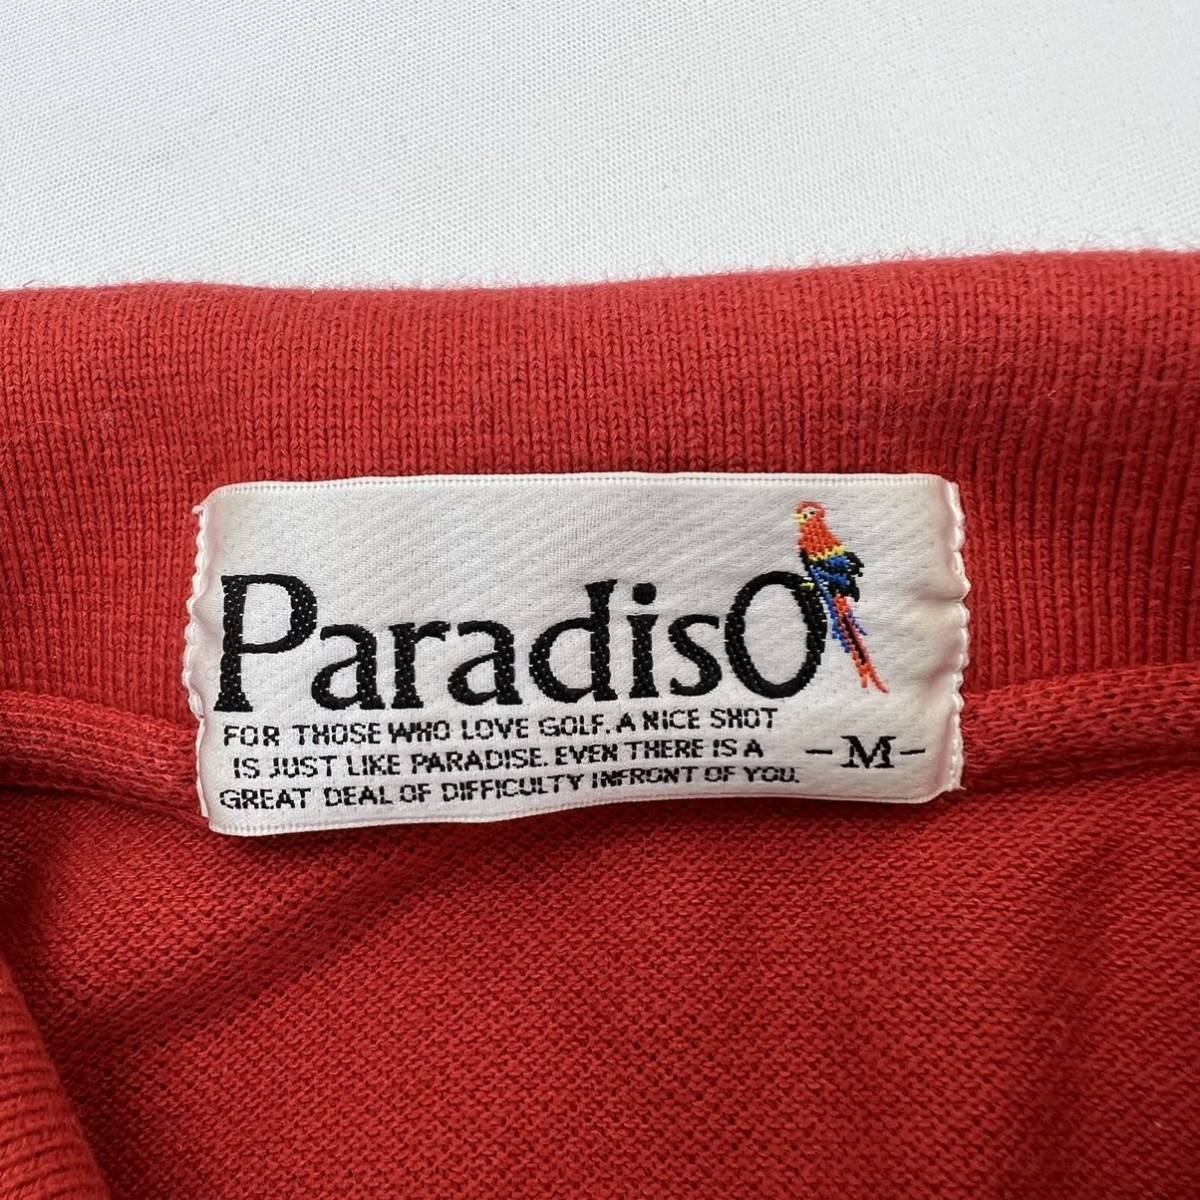 ParadisO
FOR THOSE WHO LOVE GOLF. A NICE SHOT
IS JUST LIKE PARADISE. EVEN THERE IS A
GREAT DEAL OF DIFFICULTY INFRONT OF YOU.
-M-